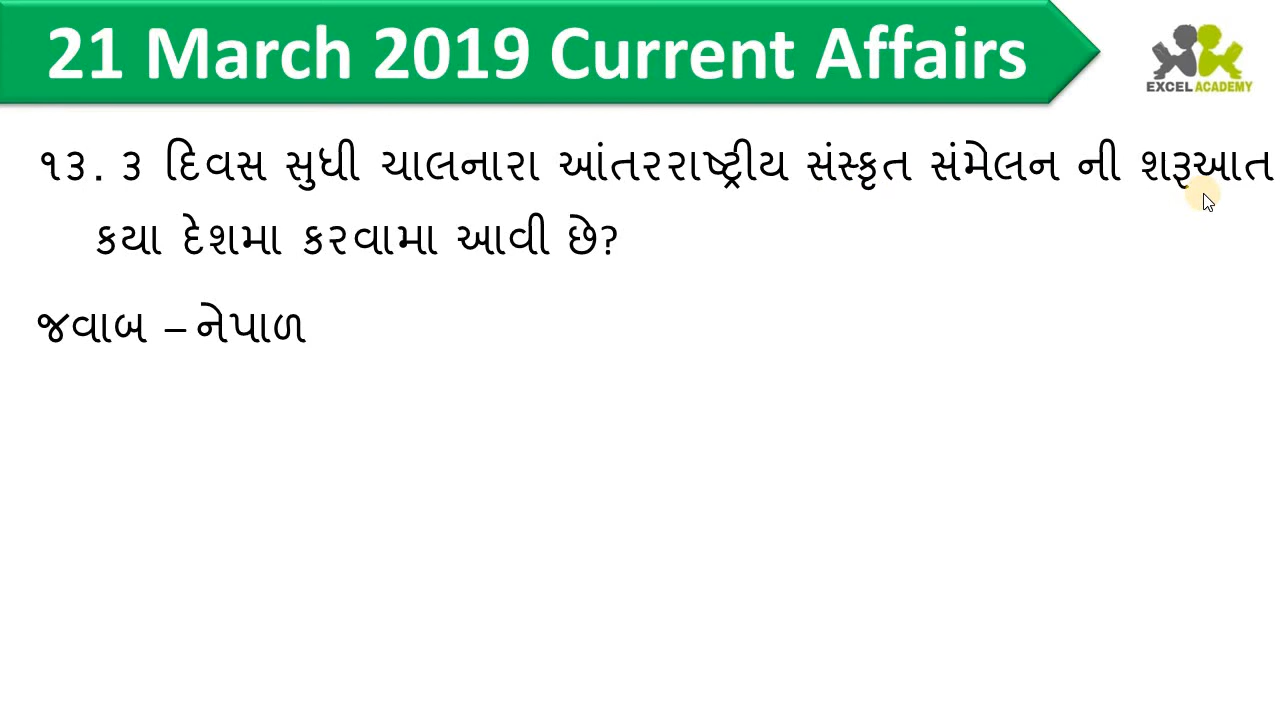 21 March 2019 Current Affairs
EXCEL ACADEMY
૧૩. ૩ દિવસ સુધી ચાલનારા આંતરરાષ્ટ્રીય સંસ્કૃત સંમેલન ની શરૂઆત
કયા દેશમા કરવામા આવી છે?
જવાબ – નેપાળ